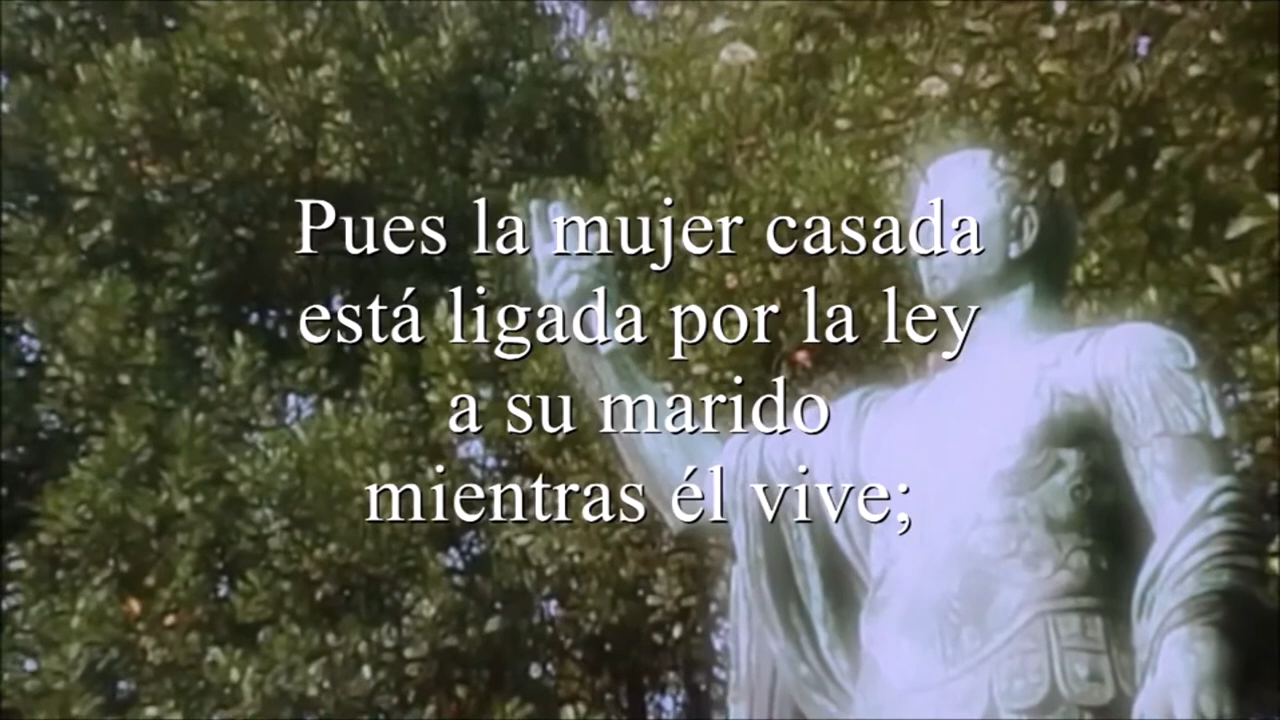 Pues la mujer casada
está ligada por la ley
a su marido
mientras él vive;